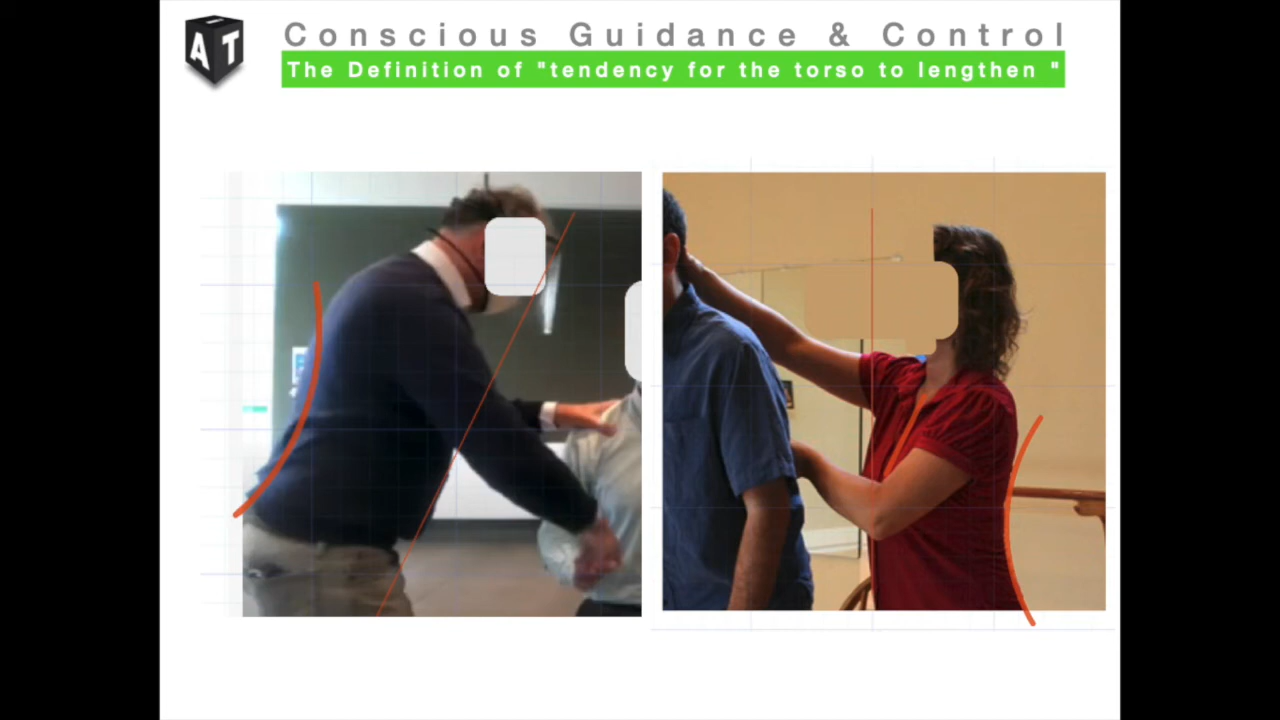 AT
Conscious Guidance & Control
The Definition of "tendency for the torso to lengthen "